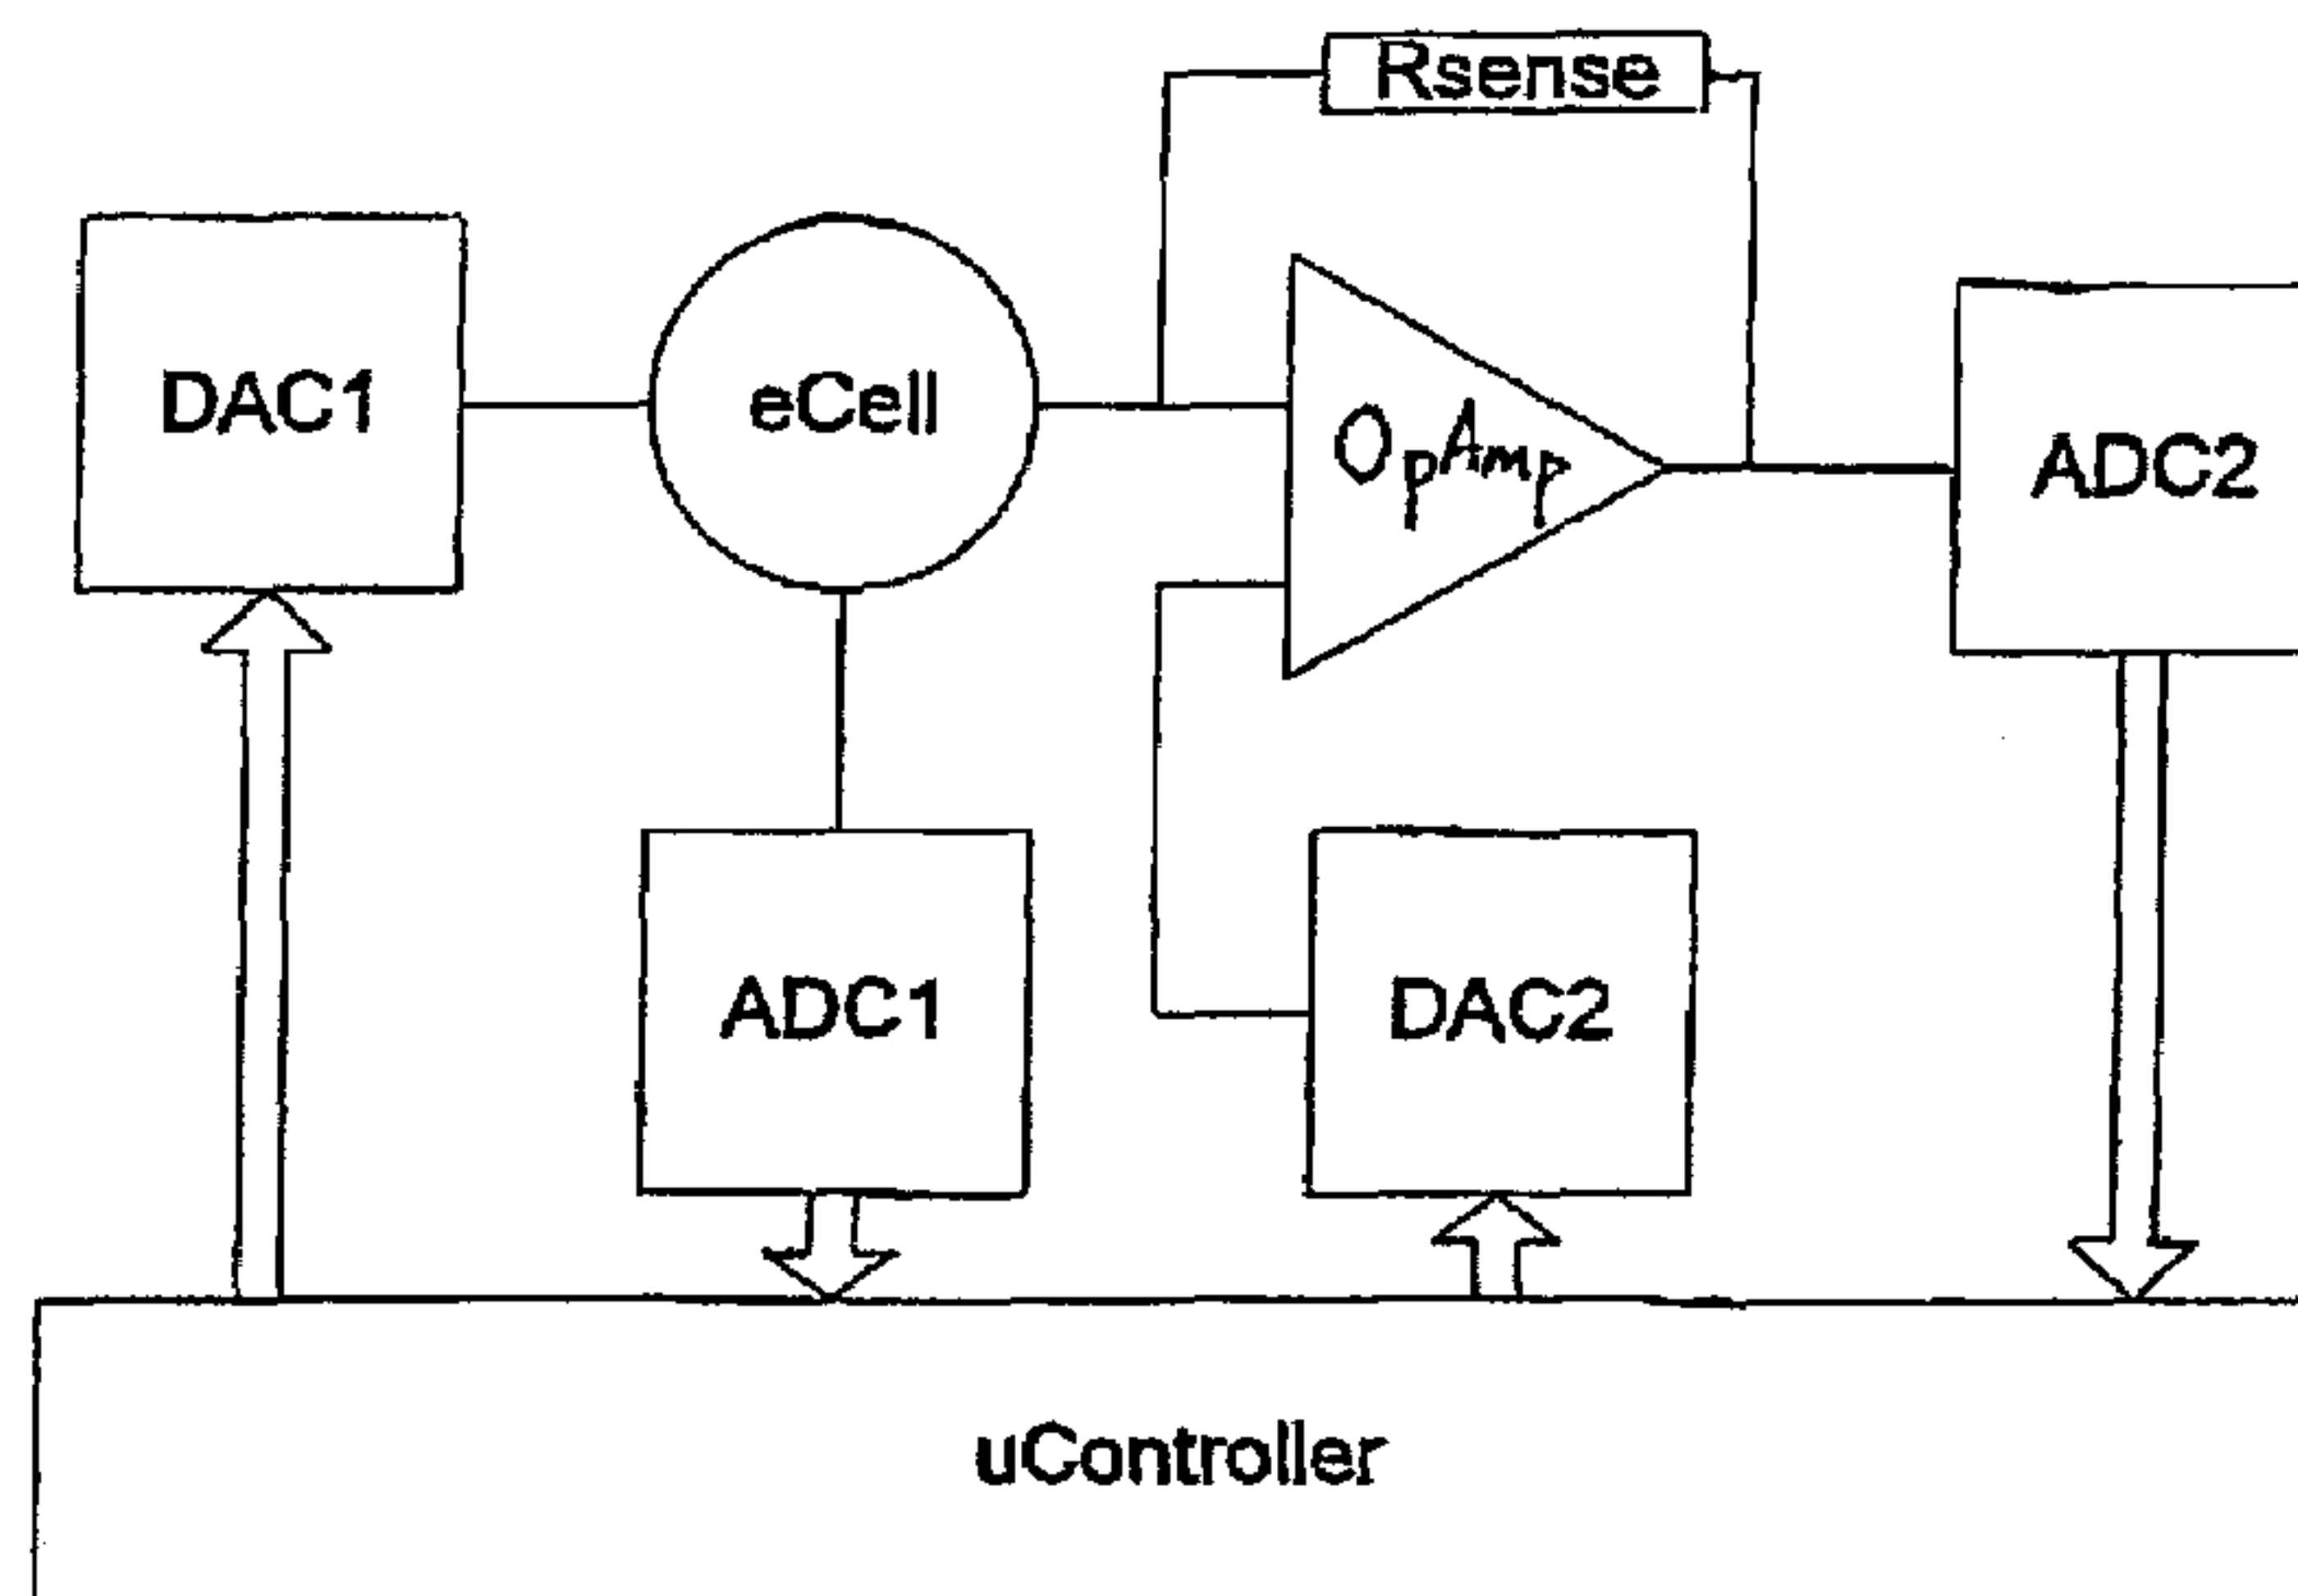 Rsense
DAC1
eCell
OpAmp
ADC2
ADC1
DAC2
uController